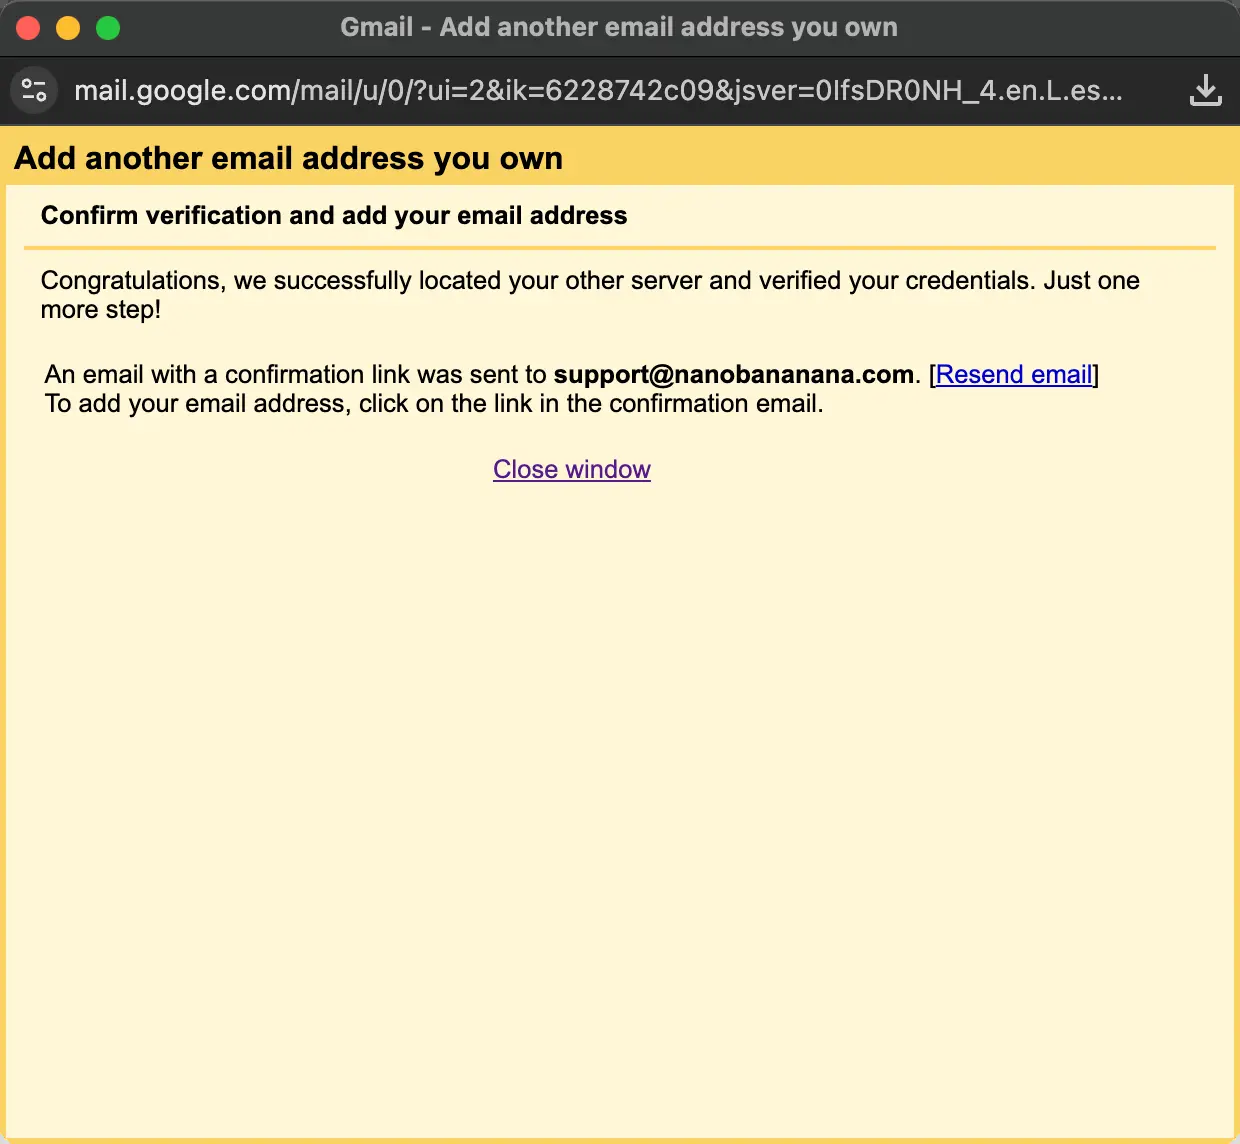 Gmail - Add another email address you own
mail.google.com/mail/u/0/?ui=2&ik=6228742c09&jsver=0IfsDR0NH_4.en.L.es...
Add another email address you own
Confirm verification and add your email address
Congratulations, we successfully located your other server and verified your credentials. Just one
more step!
An email with a confirmation link was sent to support@nanobananana.com. [Resend email]
To add your email address, click on the link in the confirmation email.
Close window